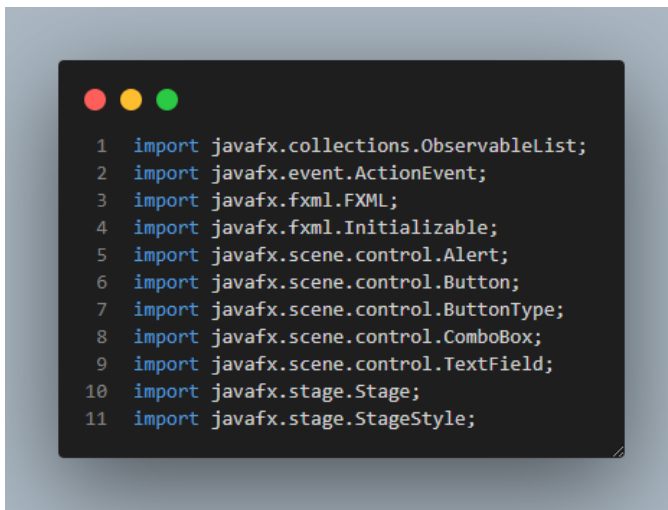 1 import javafx.collections.ObservableList;
2 import javafx.event.ActionEvent;
3 import javafx.fxml.FXML;
4 import javafx.fxml.Initializable;
5 import javafx.scene.control.Alert;
6 import javafx.scene.control.Button;
7 import javafx.scene.control.ButtonType;
8 import javafx.scene.control.ComboBox;
9 import javafx.scene.control.TextField;
10 import javafx.stage.Stage;
11 import javafx.stage.StageStyle;